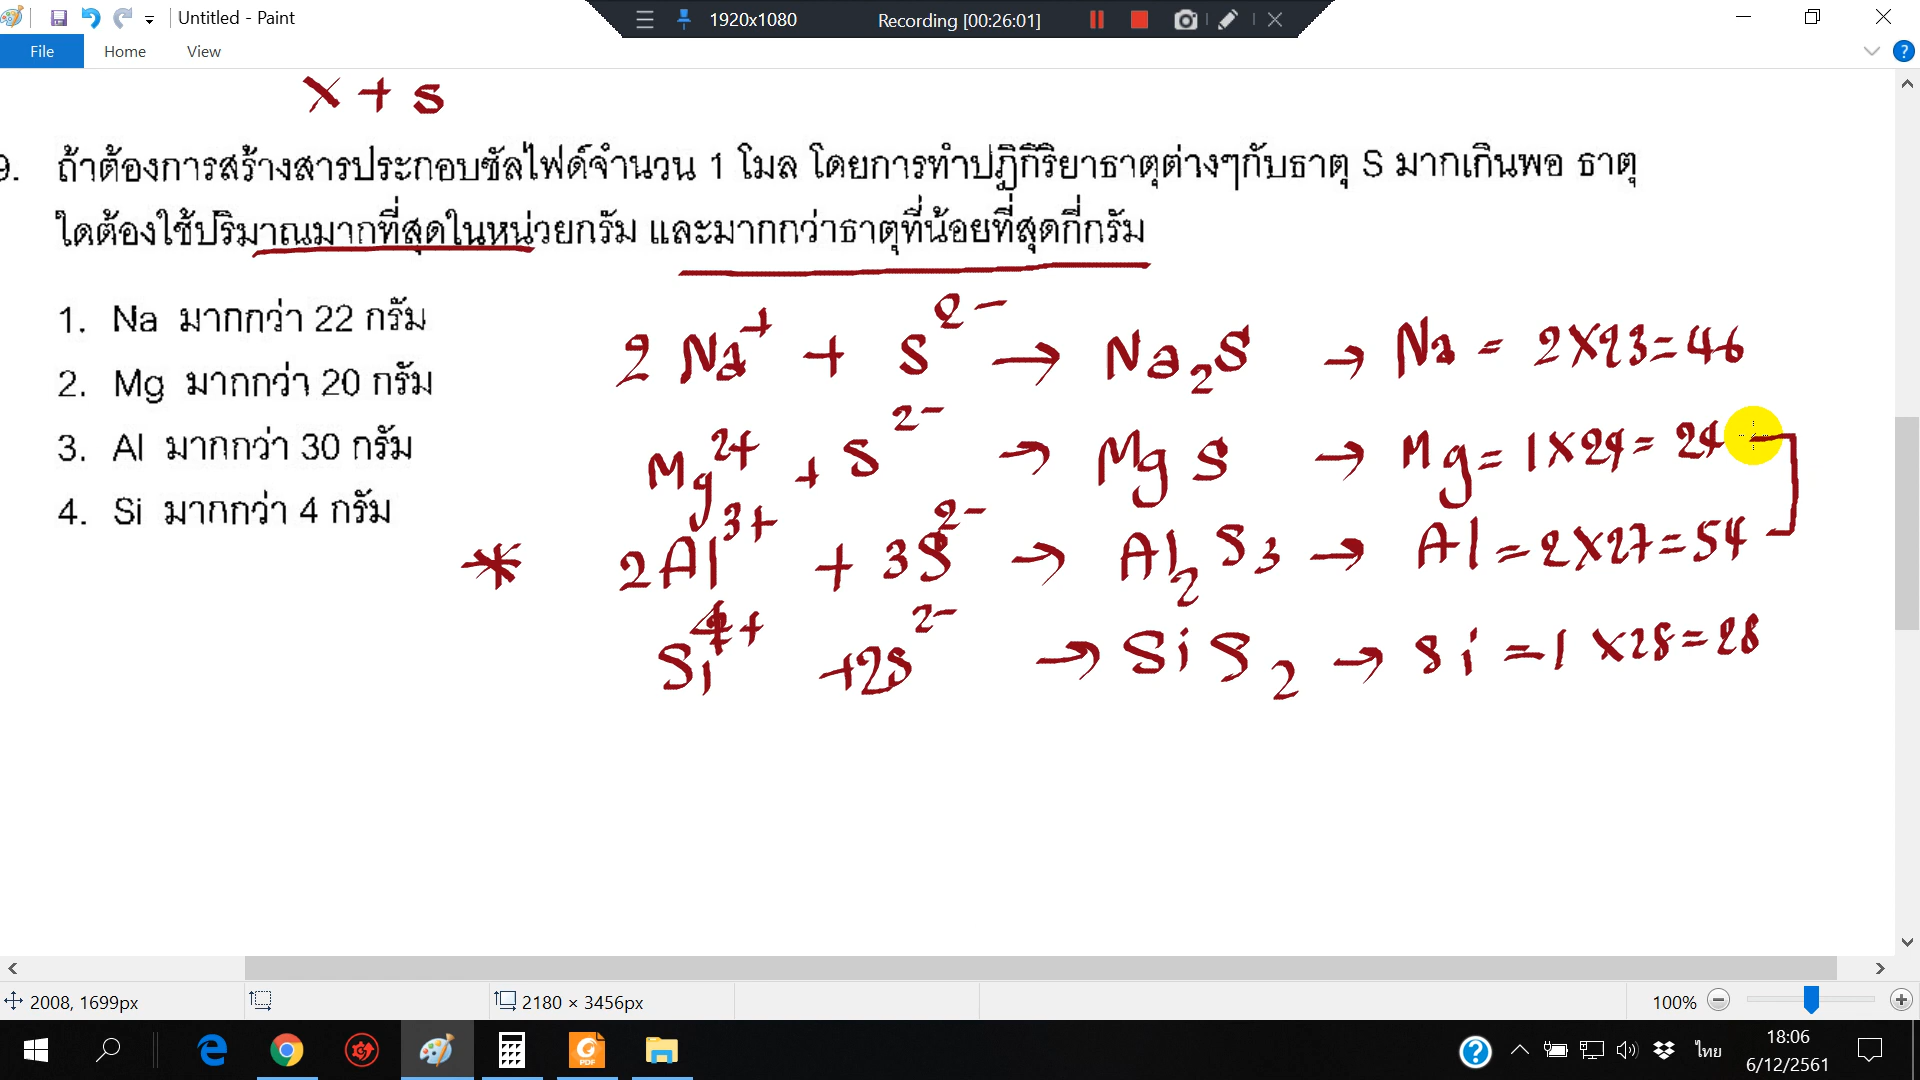 Untitled - Paint
1920x1080
Recording [00:26:01]
File
Home
View
?
x + s
9. ถ้าต้องการสร้างสารประกอบซัลไฟด์จำนวน 1 โมล โดยการทำปฏิกิริยาธาตุต่างๆกับธาตุ S มากเกินพอ ธาตุ
ใดต้องใช้ปริมาณมากที่สุดในหน่วยกรัม และมากกว่าธาตุที่น้อยที่สุดกี่กรัม
1. Na มากกว่า 22 กรัม
2. Mg มากกว่า 20 กรัม
3. Al มากกว่า 30 กรัม
4. Si มากกว่า 4 กรัม
2 Na⁺ + S²⁻ → Na₂S → Na = 2×23=46
Mg²⁺ + S²⁻ → MgS → Mg = 1×24 = 24
* 2Al³⁺ + 3S²⁻ → Al₂S₃ → Al = 2×27=54
Si⁴⁺ + 2S²⁻ → SiS₂ → Si = 1×28=28
2008, 1699px
2180 × 3456px
100%
PDF
?
ไทย
18:06
6/12/2561